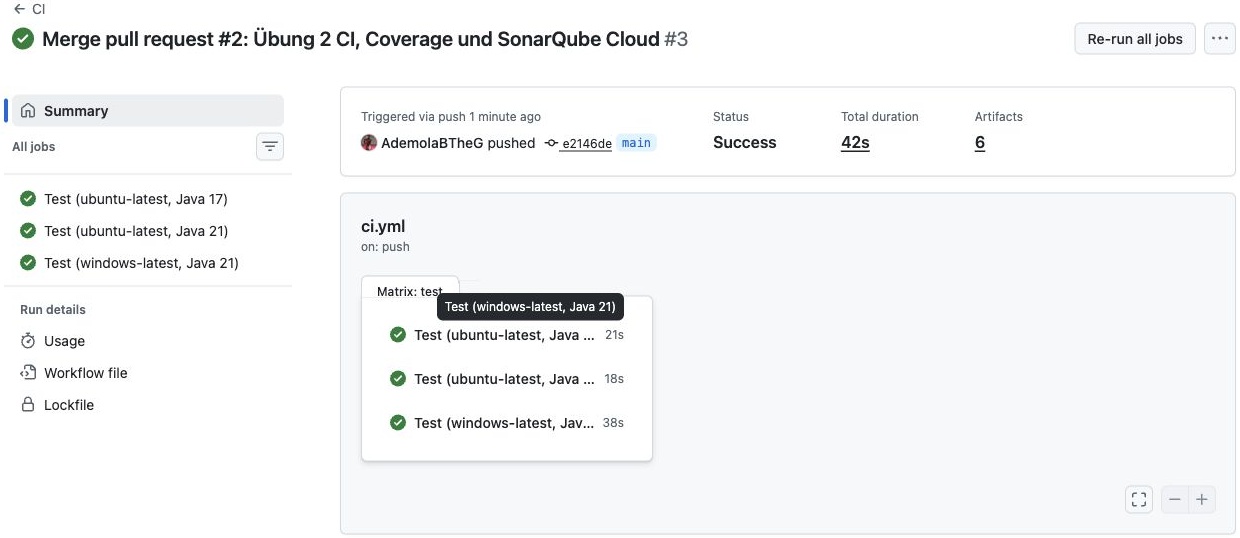 ← CI
Merge pull request #2: Übung 2 CI, Coverage und SonarQube Cloud #3
Re-run all jobs
...
Summary
All jobs
Test (ubuntu-latest, Java 17)
Test (ubuntu-latest, Java 21)
Test (windows-latest, Java 21)
Run details
Usage
Workflow file
Lockfile
Triggered via push 1 minute ago
AdemolaBTheG pushed e2146de main
Status
Success
Total duration
42s
Artifacts
6
ci.yml
on: push
Matrix: test
Test (windows-latest, Java 21)
Test (ubuntu-latest, Java ... 21s
Test (ubuntu-latest, Java ... 18s
Test (windows-latest, Jav... 38s